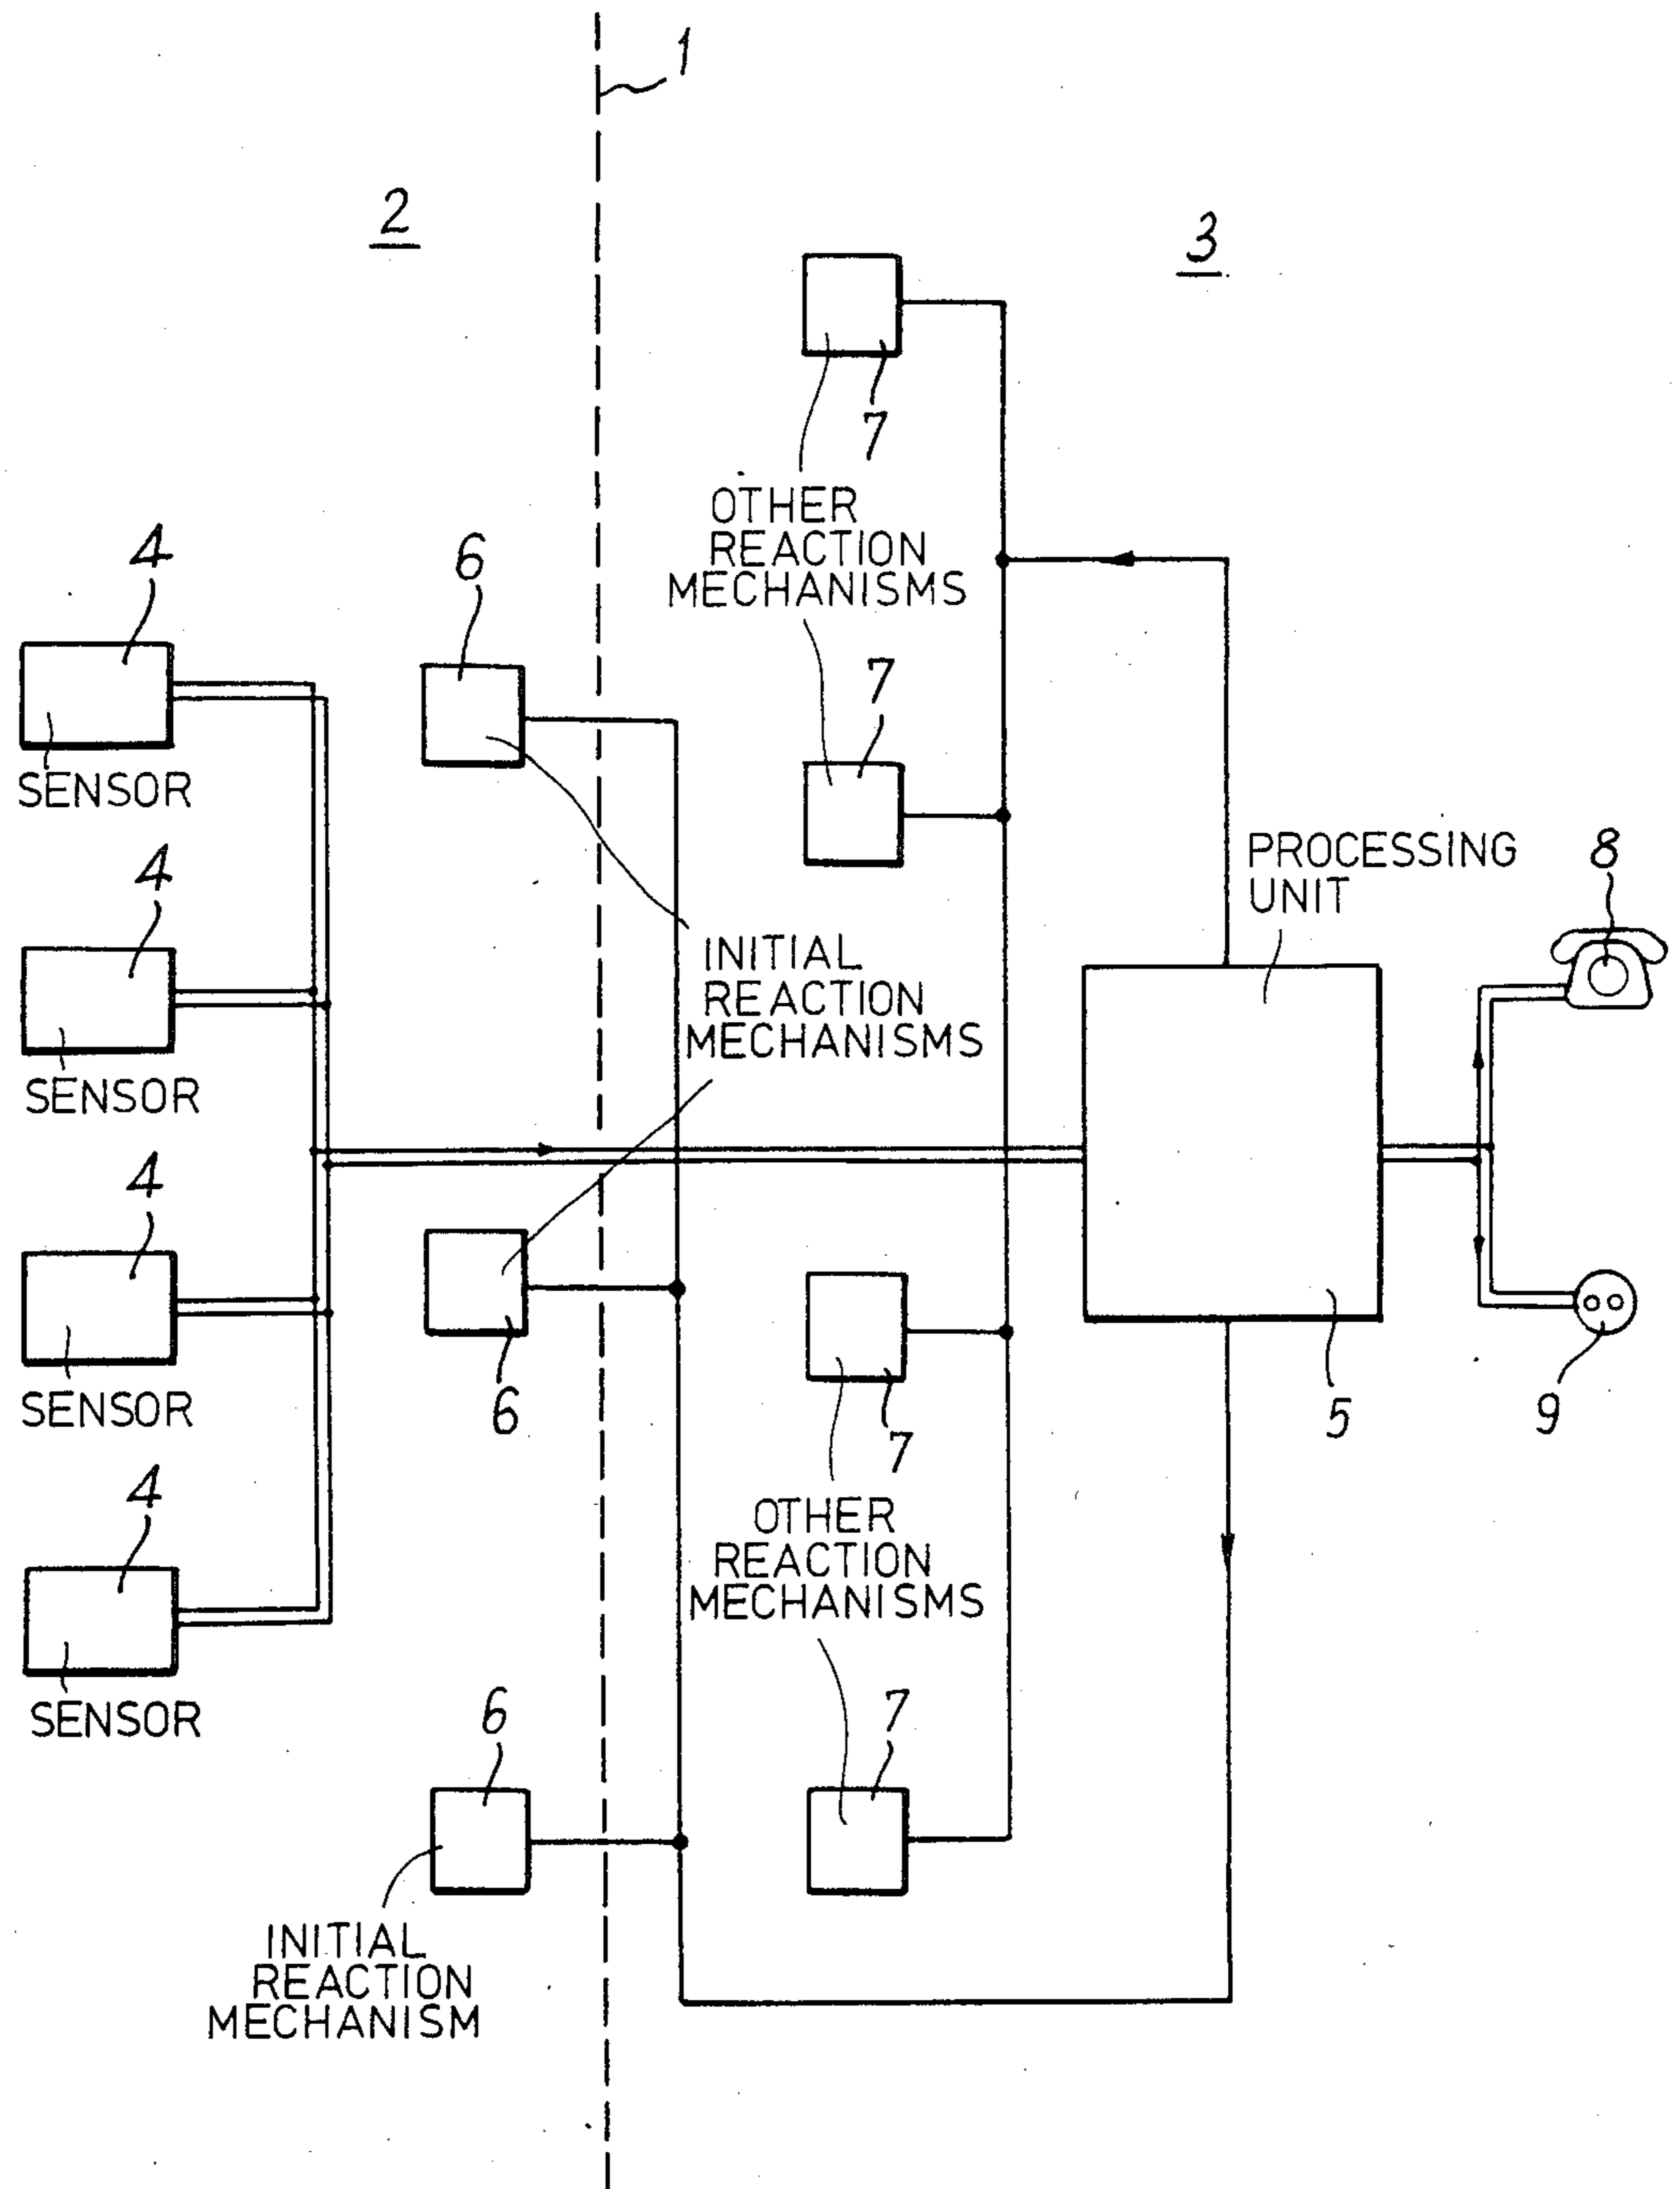 1
2
3
7
OTHER
REACTION
MECHANISMS
4
6
7
SENSOR
PROCESSING
UNIT
8
4
INITIAL
REACTION
MECHANISMS
SENSOR
4
6
7
5
9
SENSOR
4
OTHER
REACTION
MECHANISMS
SENSOR
6
7
INITIAL
REACTION
MECHANISM